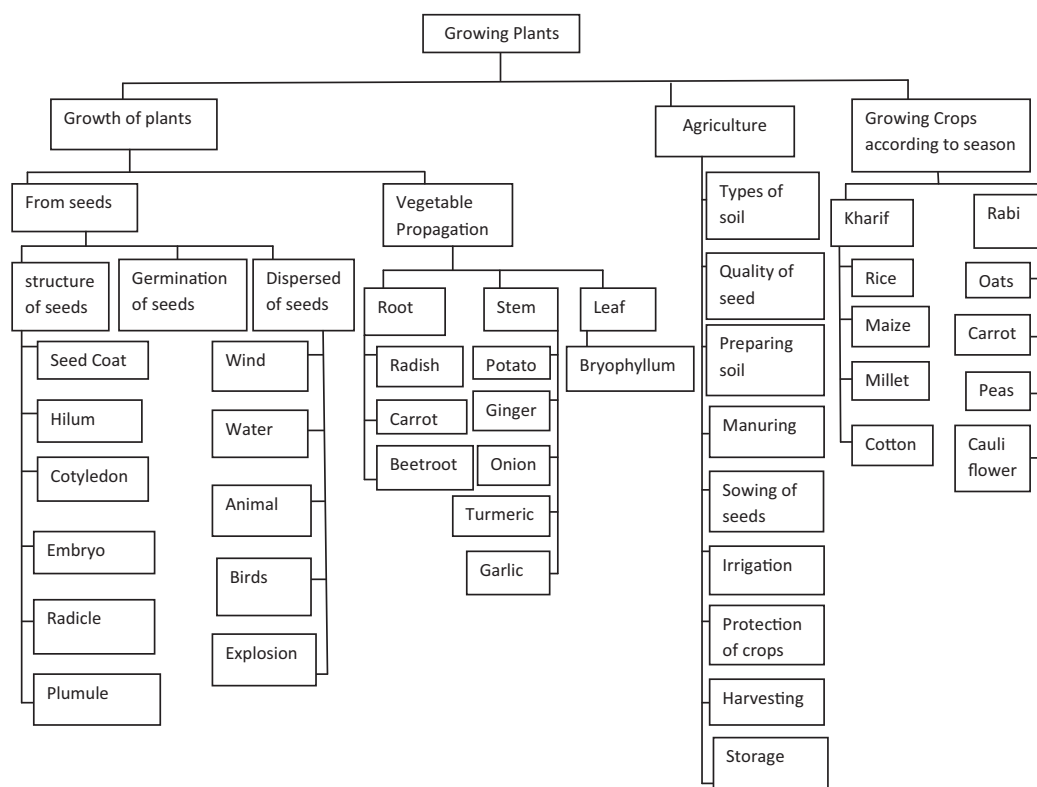 Growing Plants
Growth of plants
Agriculture
Growing Crops
according to season
From seeds
Vegetable
Propagation
Types of
soil
Kharif
Rabi
structure
of seeds
Germination
of seeds
Dispersed
of seeds
Root
Stem
Leaf
Quality of
seed
Rice
Oats
Seed Coat
Wind
Radish
Potato
Bryophyllum
Preparing
soil
Maize
Carrot
Hilum
Water
Carrot
Ginger
Manuring
Millet
Peas
Cotyledon
Beetroot
Onion
Cotton
Cauli
flower
Animal
Turmeric
Sowing of
seeds
Embryo
Birds
Garlic
Irrigation
Radicle
Explosion
Protection
of crops
Plumule
Harvesting
Storage